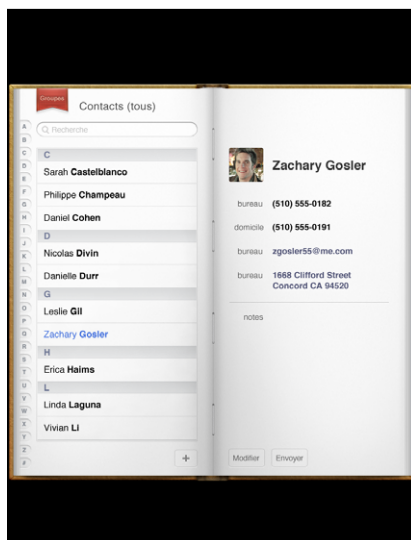 Groupes
Contacts (tous)
Recherche
A
B
C
D
E
F
G
H
I
J
K
L
M
N
O
P
Q
R
S
T
U
V
W
X
Y
Z
#
C
Sarah Castelblanco
Philippe Champeau
Daniel Cohen
D
Nicolas Divin
Danielle Durr
G
Leslie Gil
Zachary Gosler
H
Erica Haims
L
Linda Laguna
Vivian Li
+
Zachary Gosler
bureau (510) 555-0182
domicile (510) 555-0191
bureau zgosler55@me.com
bureau 1668 Clifford Street
Concord CA 94520
notes
Modifier Envoyer